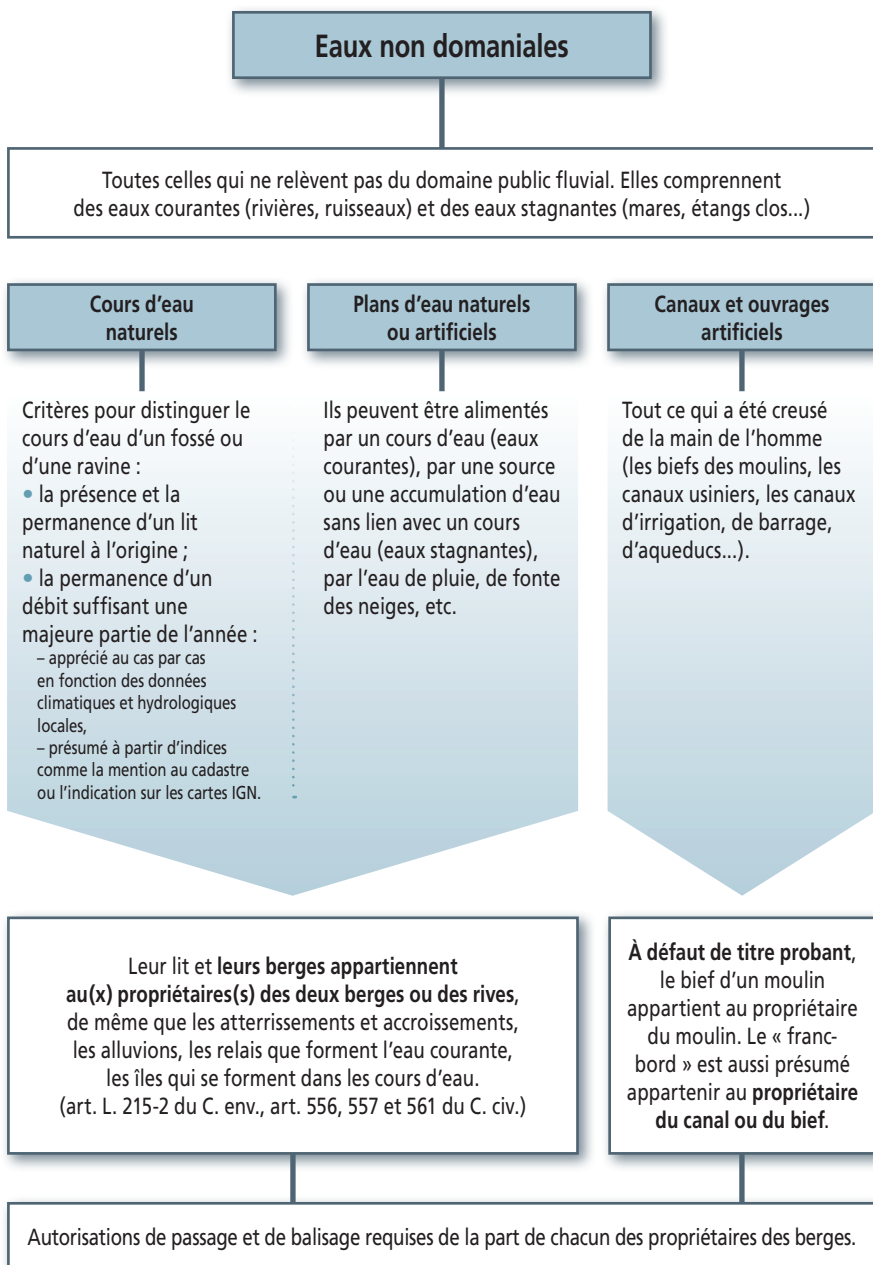 Eaux non domaniales
Toutes celles qui ne relèvent pas du domaine public fluvial. Elles comprennent
des eaux courantes (rivières, ruisseaux) et des eaux stagnantes (mares, étangs clos...)
Cours d'eau
naturels
Critères pour distinguer le
cours d'eau d'un fossé ou
d'une ravine :
• la présence et la
permanence d'un lit
naturel à l'origine ;
• la permanence d'un
débit suffisant une
majeure partie de l'année :
– apprécié au cas par cas
en fonction des données
climatiques et hydrologiques
locales,
– présumé à partir d'indices
comme la mention au cadastre
ou l'indication sur les cartes IGN.
Plans d'eau naturels
ou artificiels
Ils peuvent être alimentés
par un cours d'eau (eaux
courantes), par une source
ou une accumulation d'eau
sans lien avec un cours
d'eau (eaux stagnantes),
par l'eau de pluie, de fonte
des neiges, etc.
Canaux et ouvrages
artificiels
Tout ce qui a été creusé
de la main de l'homme
(les biefs des moulins, les
canaux usiniers, les canaux
d'irrigation, de barrage,
d'aqueducs...).
Leur lit et leurs berges appartiennent
au(x) propriétaires(s) des deux berges ou des rives,
de même que les atterrissements et accroissements,
les alluvions, les relais que forment l'eau courante,
les îles qui se forment dans les cours d'eau.
(art. L. 215-2 du C. env., art. 556, 557 et 561 du C. civ.)
À défaut de titre probant,
le bief d'un moulin
appartient au propriétaire
du moulin. Le « franc-
bord » est aussi présumé
appartenir au propriétaire
du canal ou du bief.
Autorisations de passage et de balisage requises de la part de chacun des propriétaires des berges.